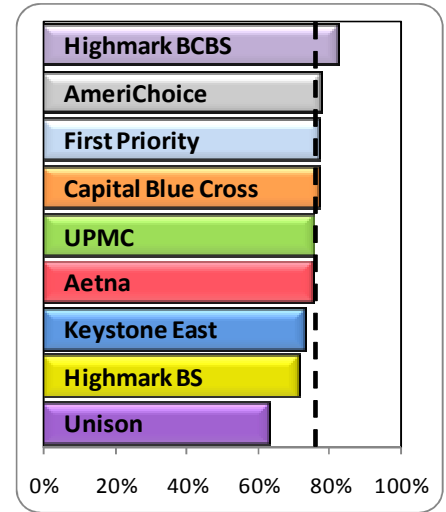 Highmark BCBS
AmeriChoice
First Priority
Capital Blue Cross
UPMC
Aetna
Keystone East
Highmark BS
Unison
0% 20% 40% 60% 80% 100%